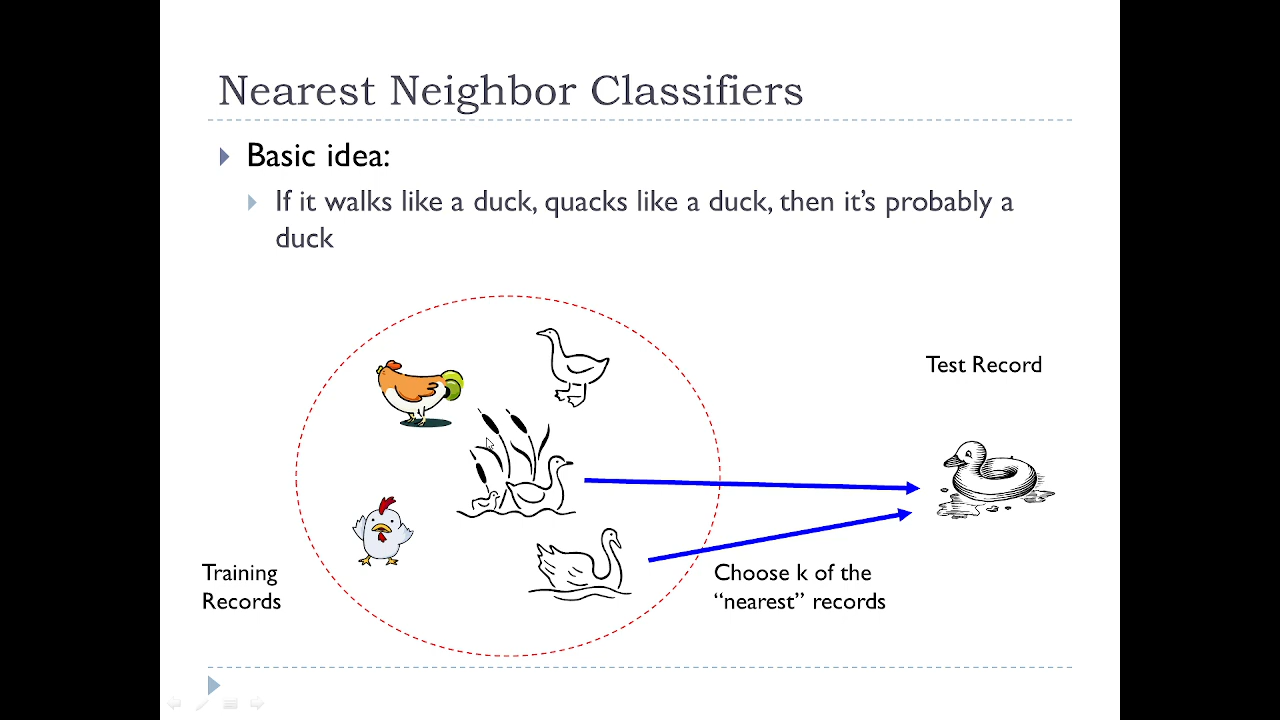 Nearest Neighbor Classifiers
Basic idea:
If it walks like a duck, quacks like a duck, then it’s probably a
duck
Test Record
Training
Records
Choose k of the
“nearest” records